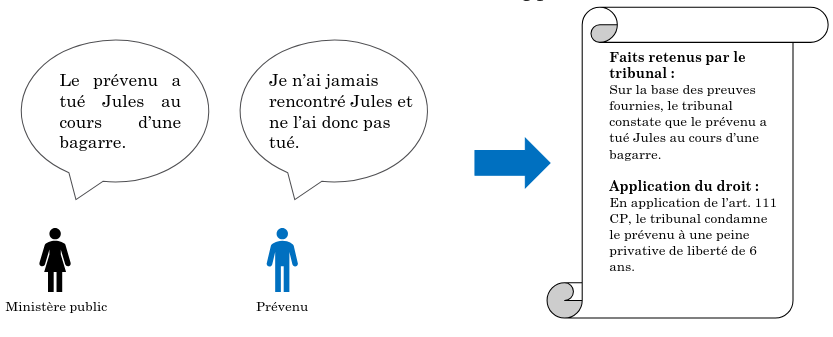 Le prévenu a
tué Jules au
cours d'une
bagarre.
Je n'ai jamais
rencontré Jules et
ne l'ai donc pas
tué.
Ministère public
Prévenu
Faits retenus par le
tribunal :
Sur la base des preuves
fournies, le tribunal
constate que le prévenu a
tué Jules au cours d'une
bagarre.
Application du droit :
En application de l'art. 111
CP, le tribunal condamne
le prévenu à une peine
privative de liberté de 6
ans.